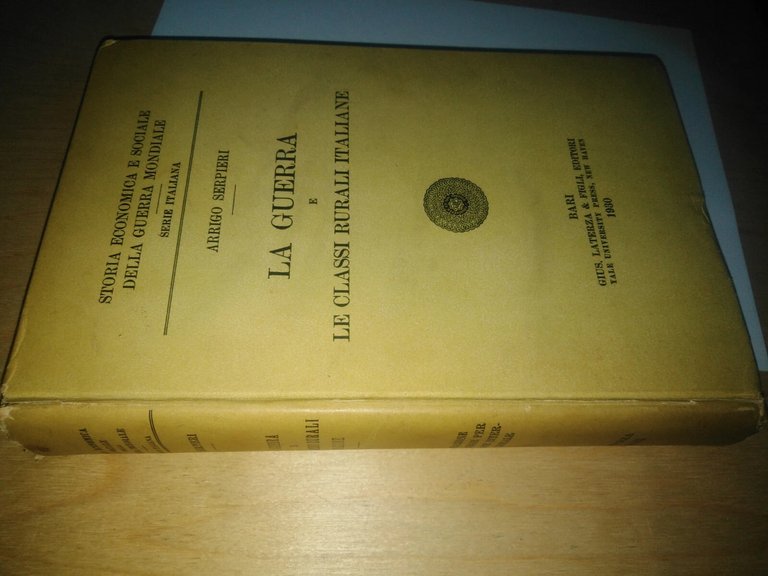 STORIA ECONOMICA E SOCIALE
DELLA GUERRA MONDIALE
SERIE ITALIANA
ARRIGO SERPIERI
LA GUERRA
E
LE CLASSI RURALI ITALIANE
BARI
GIUS. LATERZA & FIGLI, EDITORI
YALE UNIVERSITY PRESS, NEW HAVEN
1930